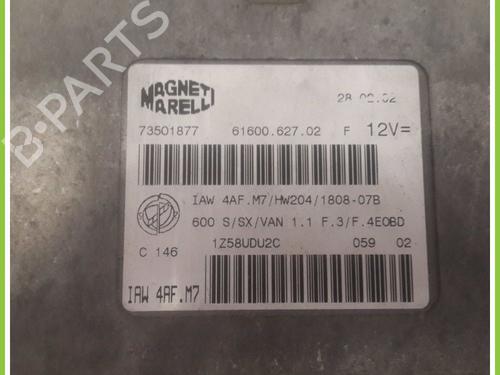 MAGNETI MARELLI
28.02.02
73501877 61600.627.02 F 12V=
IAW 4AF.M7/HW204/1808-07B
600 S/SX/VAN 1.1 F.3/F.4EOBD
C 146 1Z58UDU2C 059 02
IAW 4AF.M7
B-PARTS